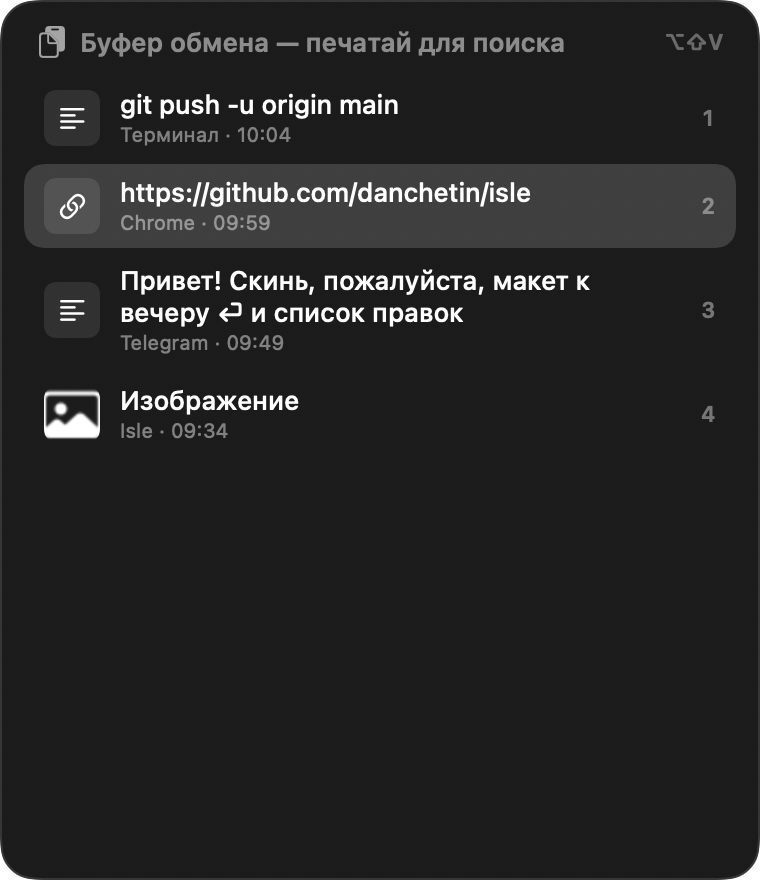 Буфер обмена — печатай для поиска ⌥⇧V
git push -u origin main
Терминал · 10:04
1
https://github.com/danchetin/isle
Chrome · 09:59
2
Привет! Скинь, пожалуйста, макет к
вечеру ⏎ и список правок
Telegram · 09:49
3
Изображение
Isle · 09:34
4